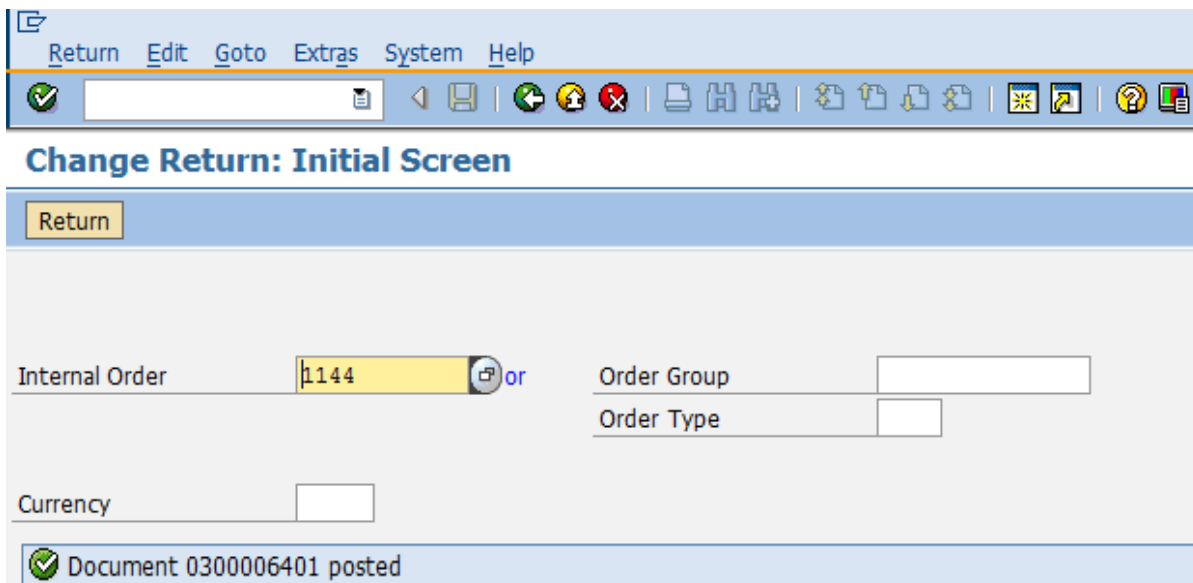 Return Edit Goto Extras System Help
Change Return: Initial Screen
Return
Internal Order 1144 or Order Group
Order Type
Currency
Document 0300006401 posted